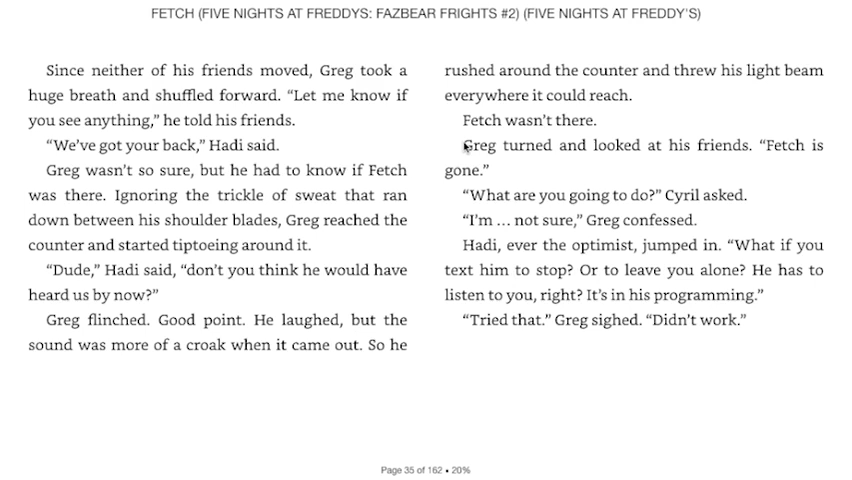 FETCH (FIVE NIGHTS AT FREDDYS: FAZBEAR FRIGHTS #2) (FIVE NIGHTS AT FREDDY'S)
Since neither of his friends moved, Greg took a
huge breath and shuffled forward. “Let me know if
you see anything,” he told his friends.
“We’ve got your back,” Hadi said.
Greg wasn’t so sure, but he had to know if Fetch
was there. Ignoring the trickle of sweat that ran
down between his shoulder blades, Greg reached the
counter and started tiptoeing around it.
“Dude,” Hadi said, “don’t you think he would have
heard us by now?”
Greg flinched. Good point. He laughed, but the
sound was more of a croak when it came out. So he
rushed around the counter and threw his light beam
everywhere it could reach.
Fetch wasn’t there.
Greg turned and looked at his friends. “Fetch is
gone.”
“What are you going to do?” Cyril asked.
“I’m … not sure,” Greg confessed.
Hadi, ever the optimist, jumped in. “What if you
text him to stop? Or to leave you alone? He has to
listen to you, right? It’s in his programming.”
“Tried that.” Greg sighed. “Didn’t work.”
Page 35 of 162 • 20%